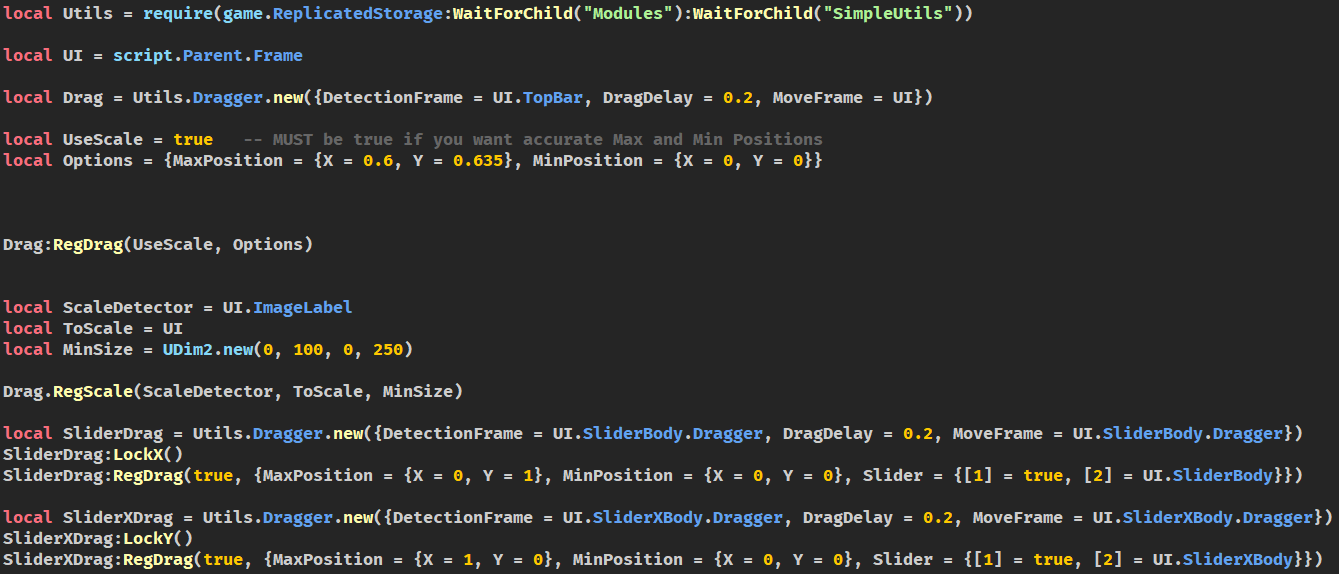 local Utils = require(game.ReplicatedStorage:WaitForChild("Modules"):WaitForChild("SimpleUtils"))
local UI = script.Parent.Frame
local Drag = Utils.Dragger.new({DetectionFrame = UI.TopBar, DragDelay = 0.2, MoveFrame = UI})
local UseScale = true   -- MUST be true if you want accurate Max and Min Positions
local Options = {MaxPosition = {X = 0.6, Y = 0.635}, MinPosition = {X = 0, Y = 0}}
Drag:RegDrag(UseScale, Options)
local ScaleDetector = UI.ImageLabel
local ToScale = UI
local MinSize = UDim2.new(0, 100, 0, 250)
Drag.RegScale(ScaleDetector, ToScale, MinSize)
local SliderDrag = Utils.Dragger.new({DetectionFrame = UI.SliderBody.Dragger, DragDelay = 0.2, MoveFrame = UI.SliderBody.Dragger})
SliderDrag:LockX()
SliderDrag:RegDrag(true, {MaxPosition = {X = 0, Y = 1}, MinPosition = {X = 0, Y = 0}, Slider = {[1] = true, [2] = UI.SliderBody}})
local SliderXDrag = Utils.Dragger.new({DetectionFrame = UI.SliderXBody.Dragger, DragDelay = 0.2, MoveFrame = UI.SliderXBody.Dragger})
SliderXDrag:LockY()
SliderXDrag:RegDrag(true, {MaxPosition = {X = 1, Y = 0}, MinPosition = {X = 0, Y = 0}, Slider = {[1] = true, [2] = UI.SliderXBody}})